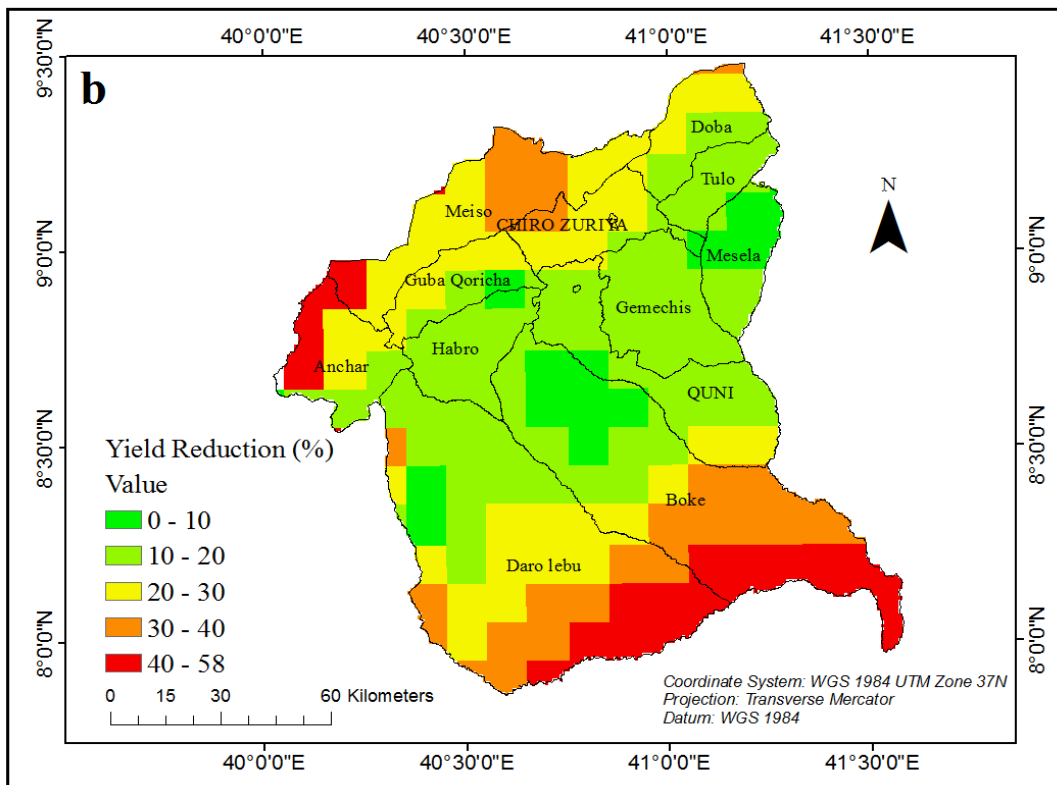 40°0'0"E 40°30'0"E 41°0'0"E 41°30'0"E
9°30'0"N
9°0'0"N
8°30'0"N
8°0'0"N
b
Doba
Tulo
N
Meiso
CHIRO ZURIYA
Mesela
Guba Qoricha
Gemechis
Habro
Anchar
QUNI
Boke
Daro lebu
Yield Reduction (%)
Value
0 - 10
10 - 20
20 - 30
30 - 40
40 - 58
0 15 30 60 Kilometers
Coordinate System: WGS 1984 UTM Zone 37N
Projection: Transverse Mercator
Datum: WGS 1984
9°30'0"N
9°0'0"N
8°30'0"N
8°0'0"N
40°0'0"E 40°30'0"E 41°0'0"E 41°30'0"E